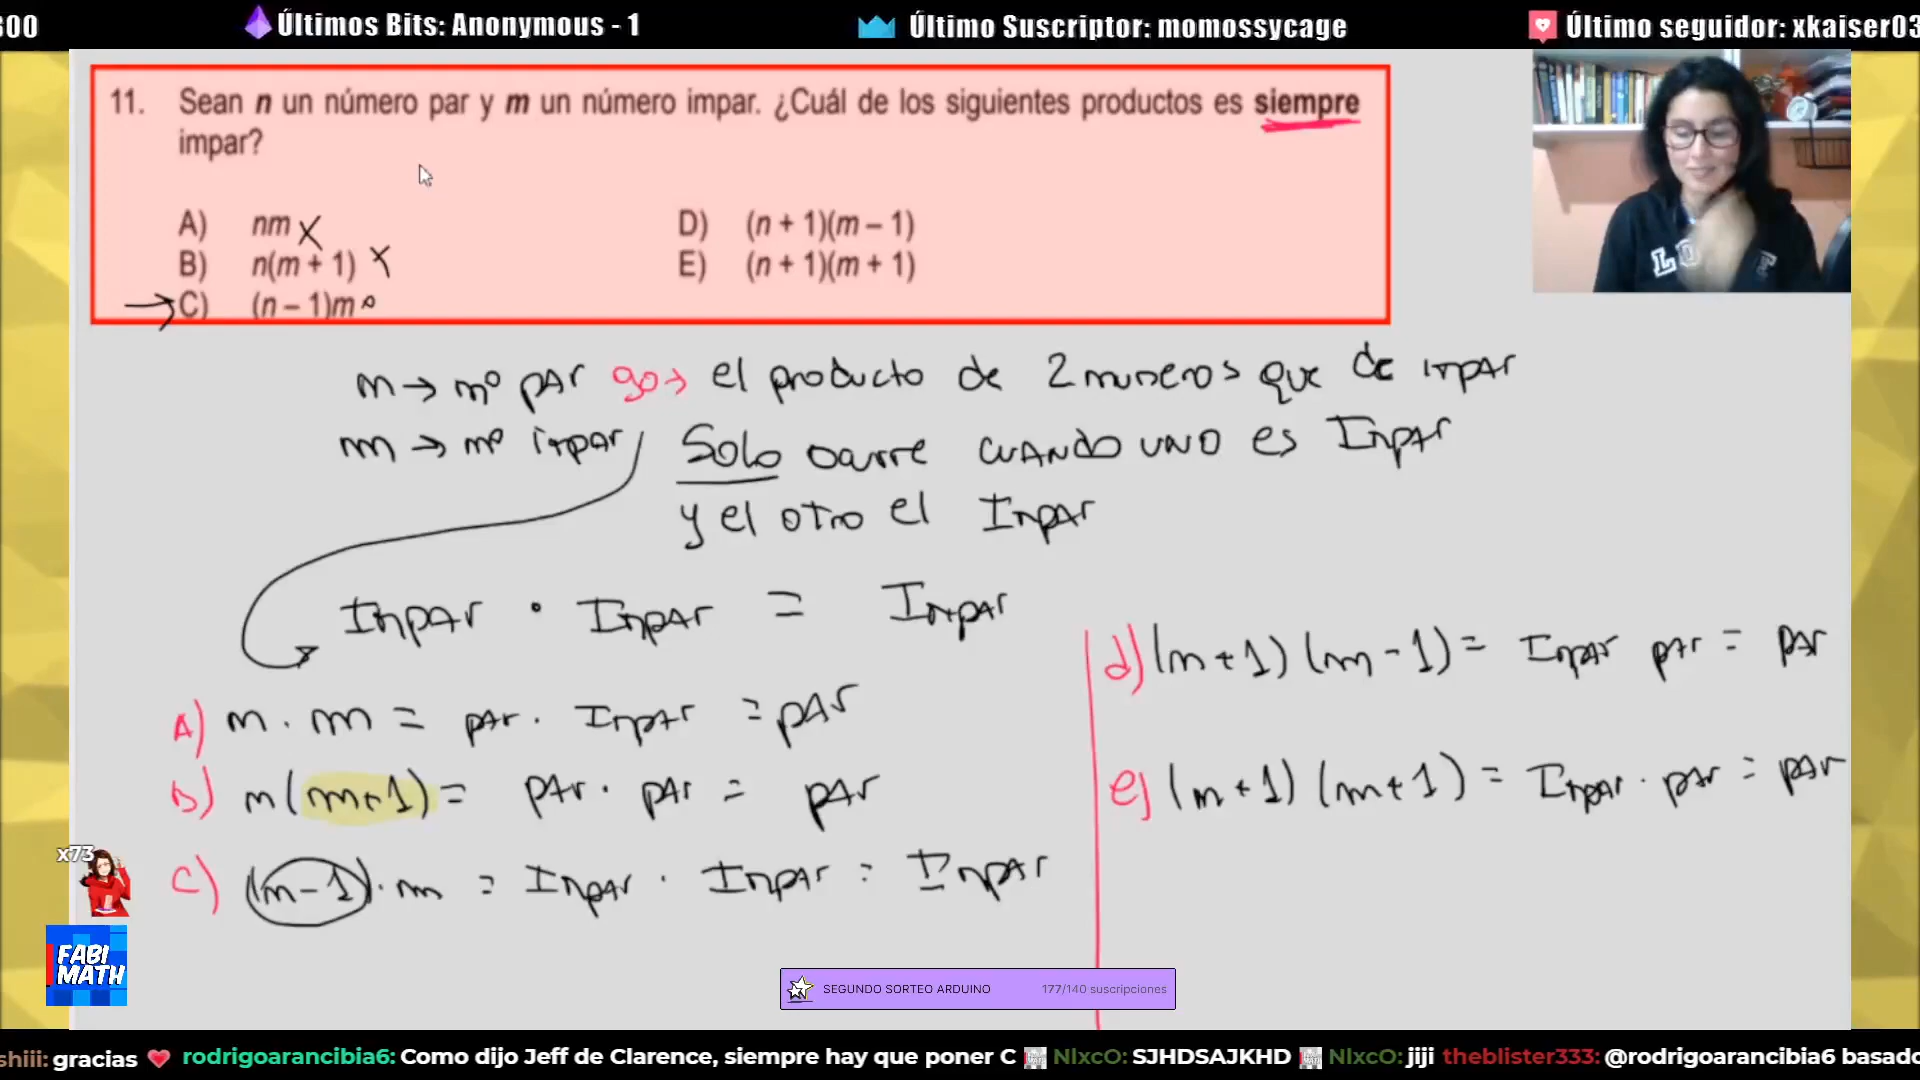 300
Últimos Bits: Anonymous - 1
Último Suscriptor: momossycage
Último seguidor: xkaiser03
11. Sean n un número par y m un número impar. ¿Cuál de los siguientes productos es siempre
impar?
A) nm X
D) (n + 1)(m – 1)
B) n(m + 1) X
E) (n + 1)(m + 1)
→ C) (n – 1)m
n → nº par go→ el producto de 2 numeros que de impar
m → nº impar Solo ocurre cuando uno es Impar
y el otro el Impar
Impar · Impar = Impar
d) (n+1) (m-1) = Impar par = par
A) n . m = par . Impar = par
e) (n+1) (m+1) = Impar . par = par
b) n(m+1) = par . par = par
c) (n-1) . m = Impar . Impar = Impar
x73
FABI
MATH
LO
SEGUNDO SORTEO ARDUINO 177/140 suscripciones
shiii: gracias ❤ rodrigoarancibia6: Como dijo Jeff de Clarence, siempre hay que poner C NlxcO: SJHDSAJKHD NlxcO: jiji theblister333: @rodrigoarancibia6 basado